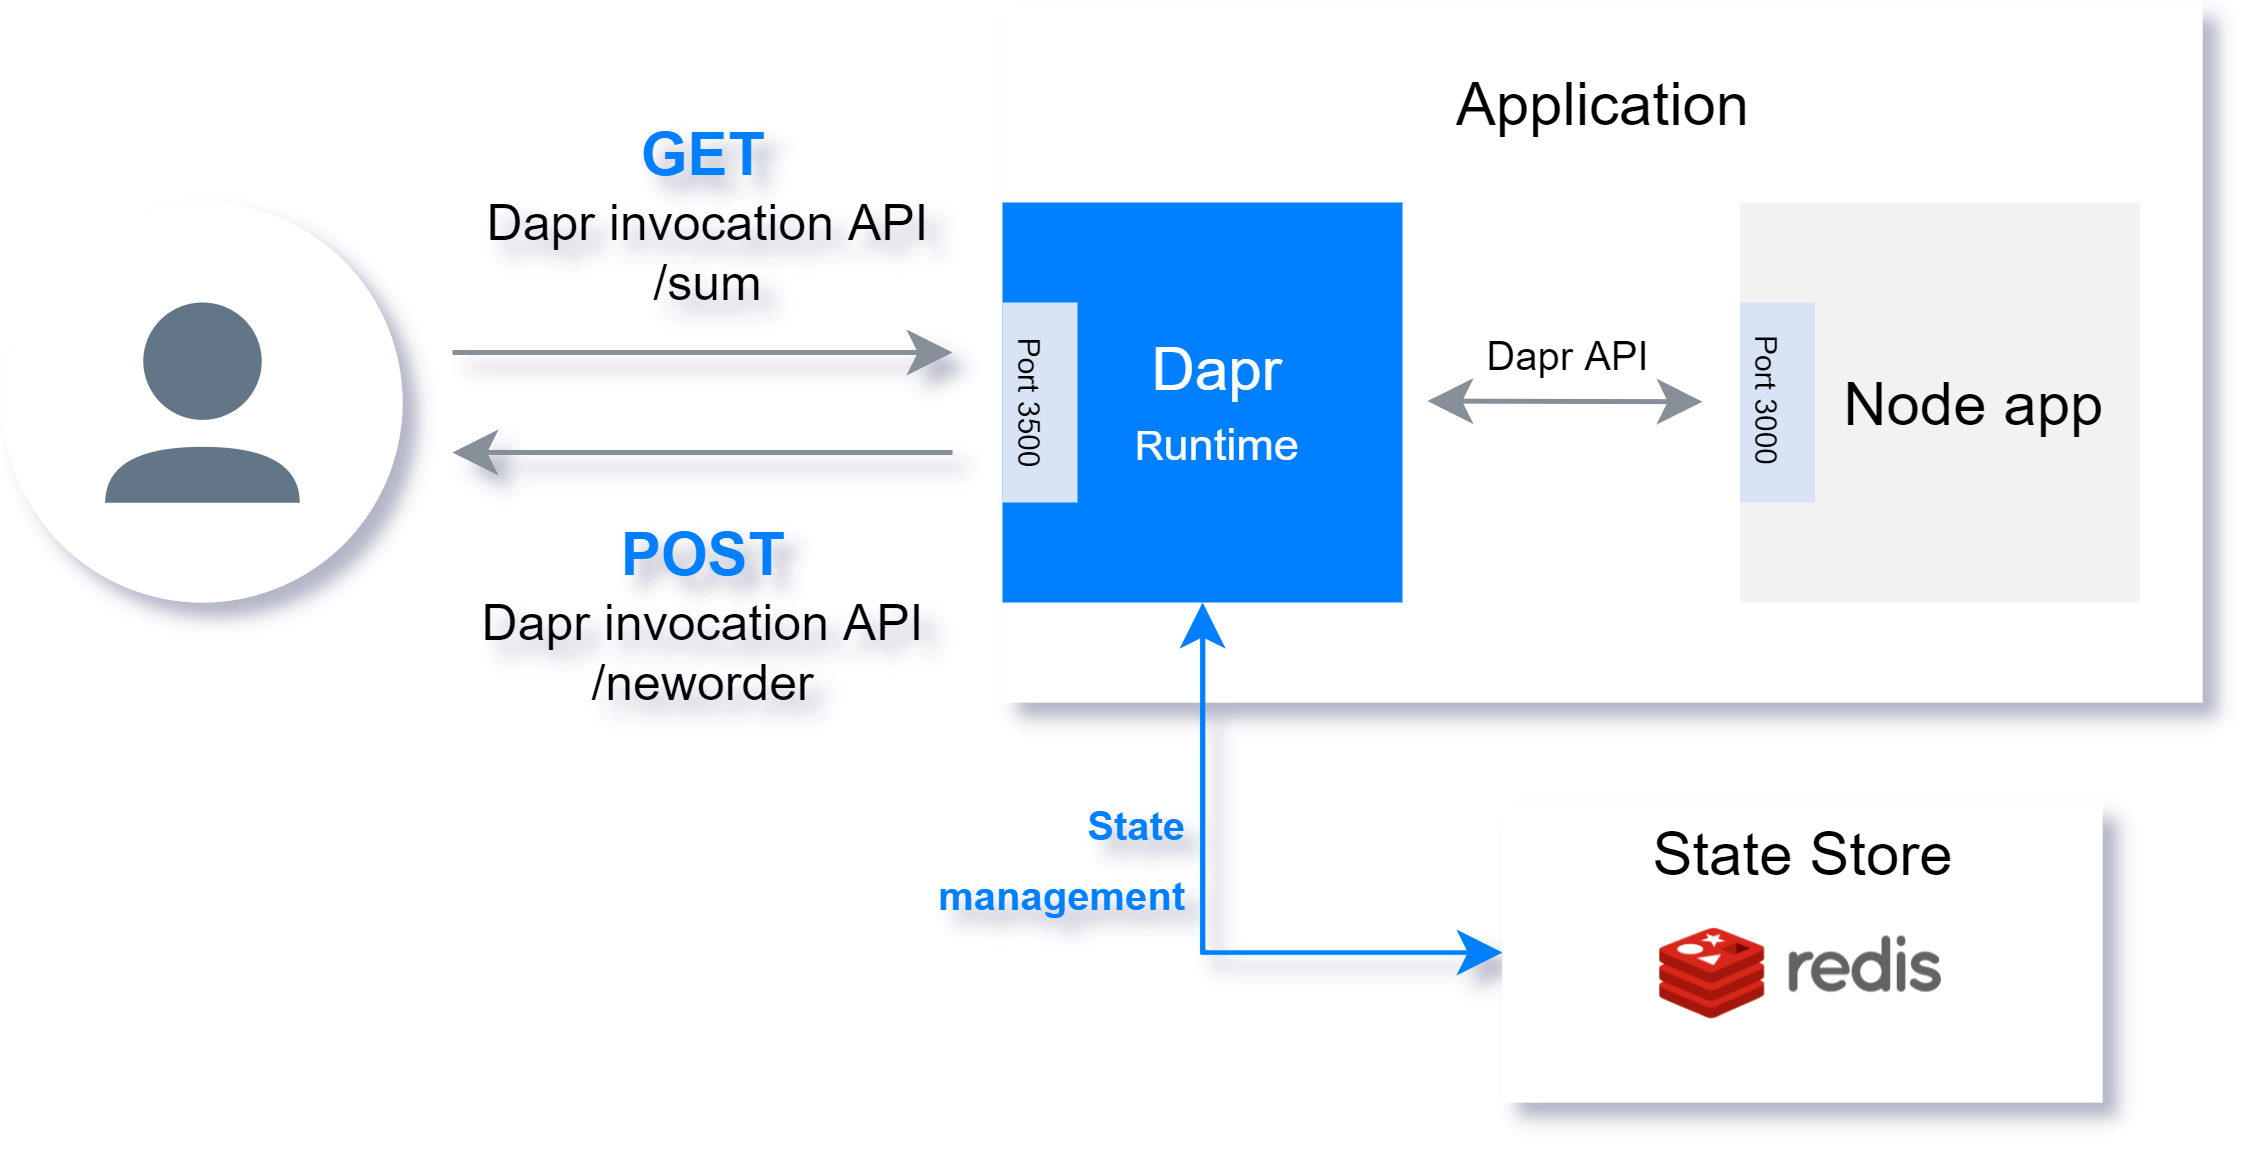 Application
GET
Dapr invocation API
/sum
Port 3500
Dapr
Runtime
Dapr API
Port 3000
Node app
POST
Dapr invocation API
/neworder
State
management
State Store
redis